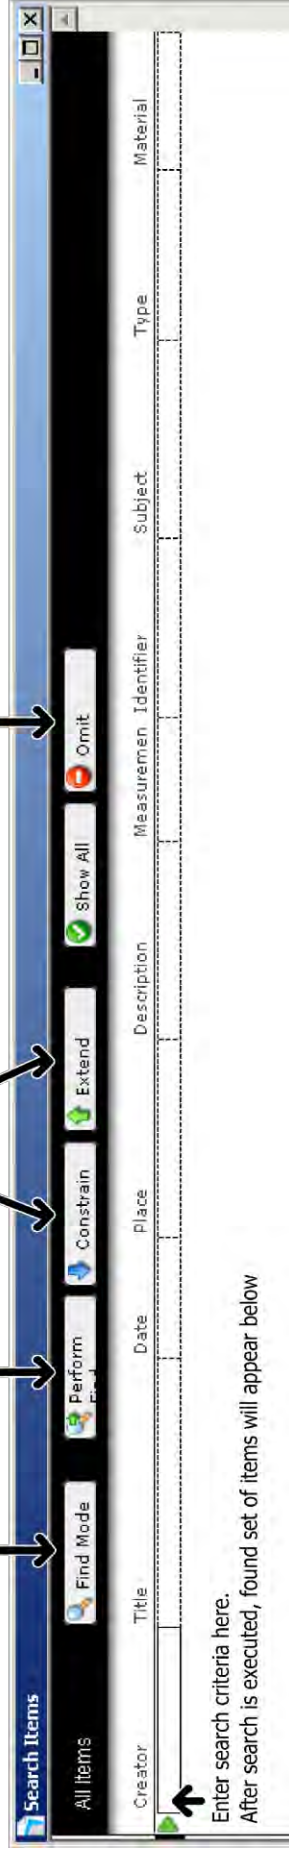 Search Items
All Items
Find Mode
Perform
Find
Constrain
Extend
Show All
Omit
Creator Title Date Place Description Measuremen Identifier Subject Type Material
Enter search criteria here.
After search is executed, found set of items will appear below